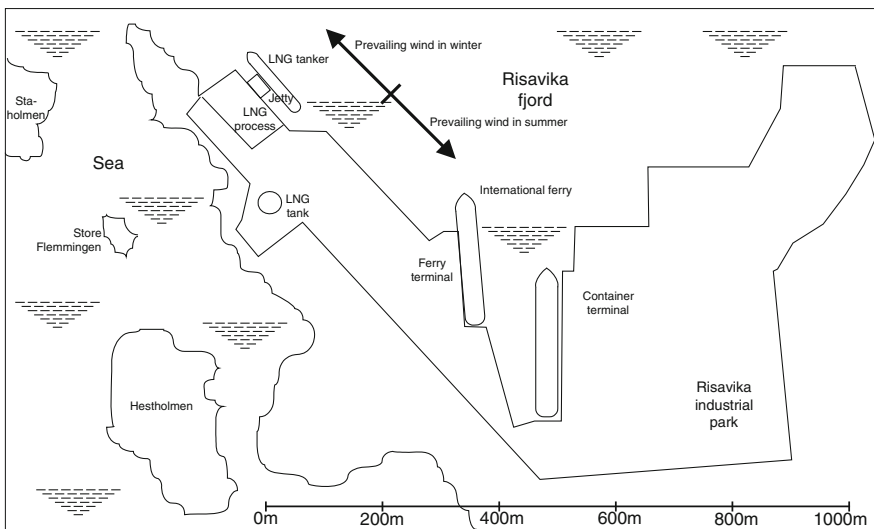 Prevailing wind in winter
LNG tanker
Risavika
fjord
Jetty
LNG
process
Sta-
holmen
Prevailing wind in summer
Sea
International ferry
LNG
tank
Store
Flemmingen
Ferry
terminal
Container
terminal
Risavika
industrial
park
Hestholmen
0m 200m 400m 600m 800m 1000m